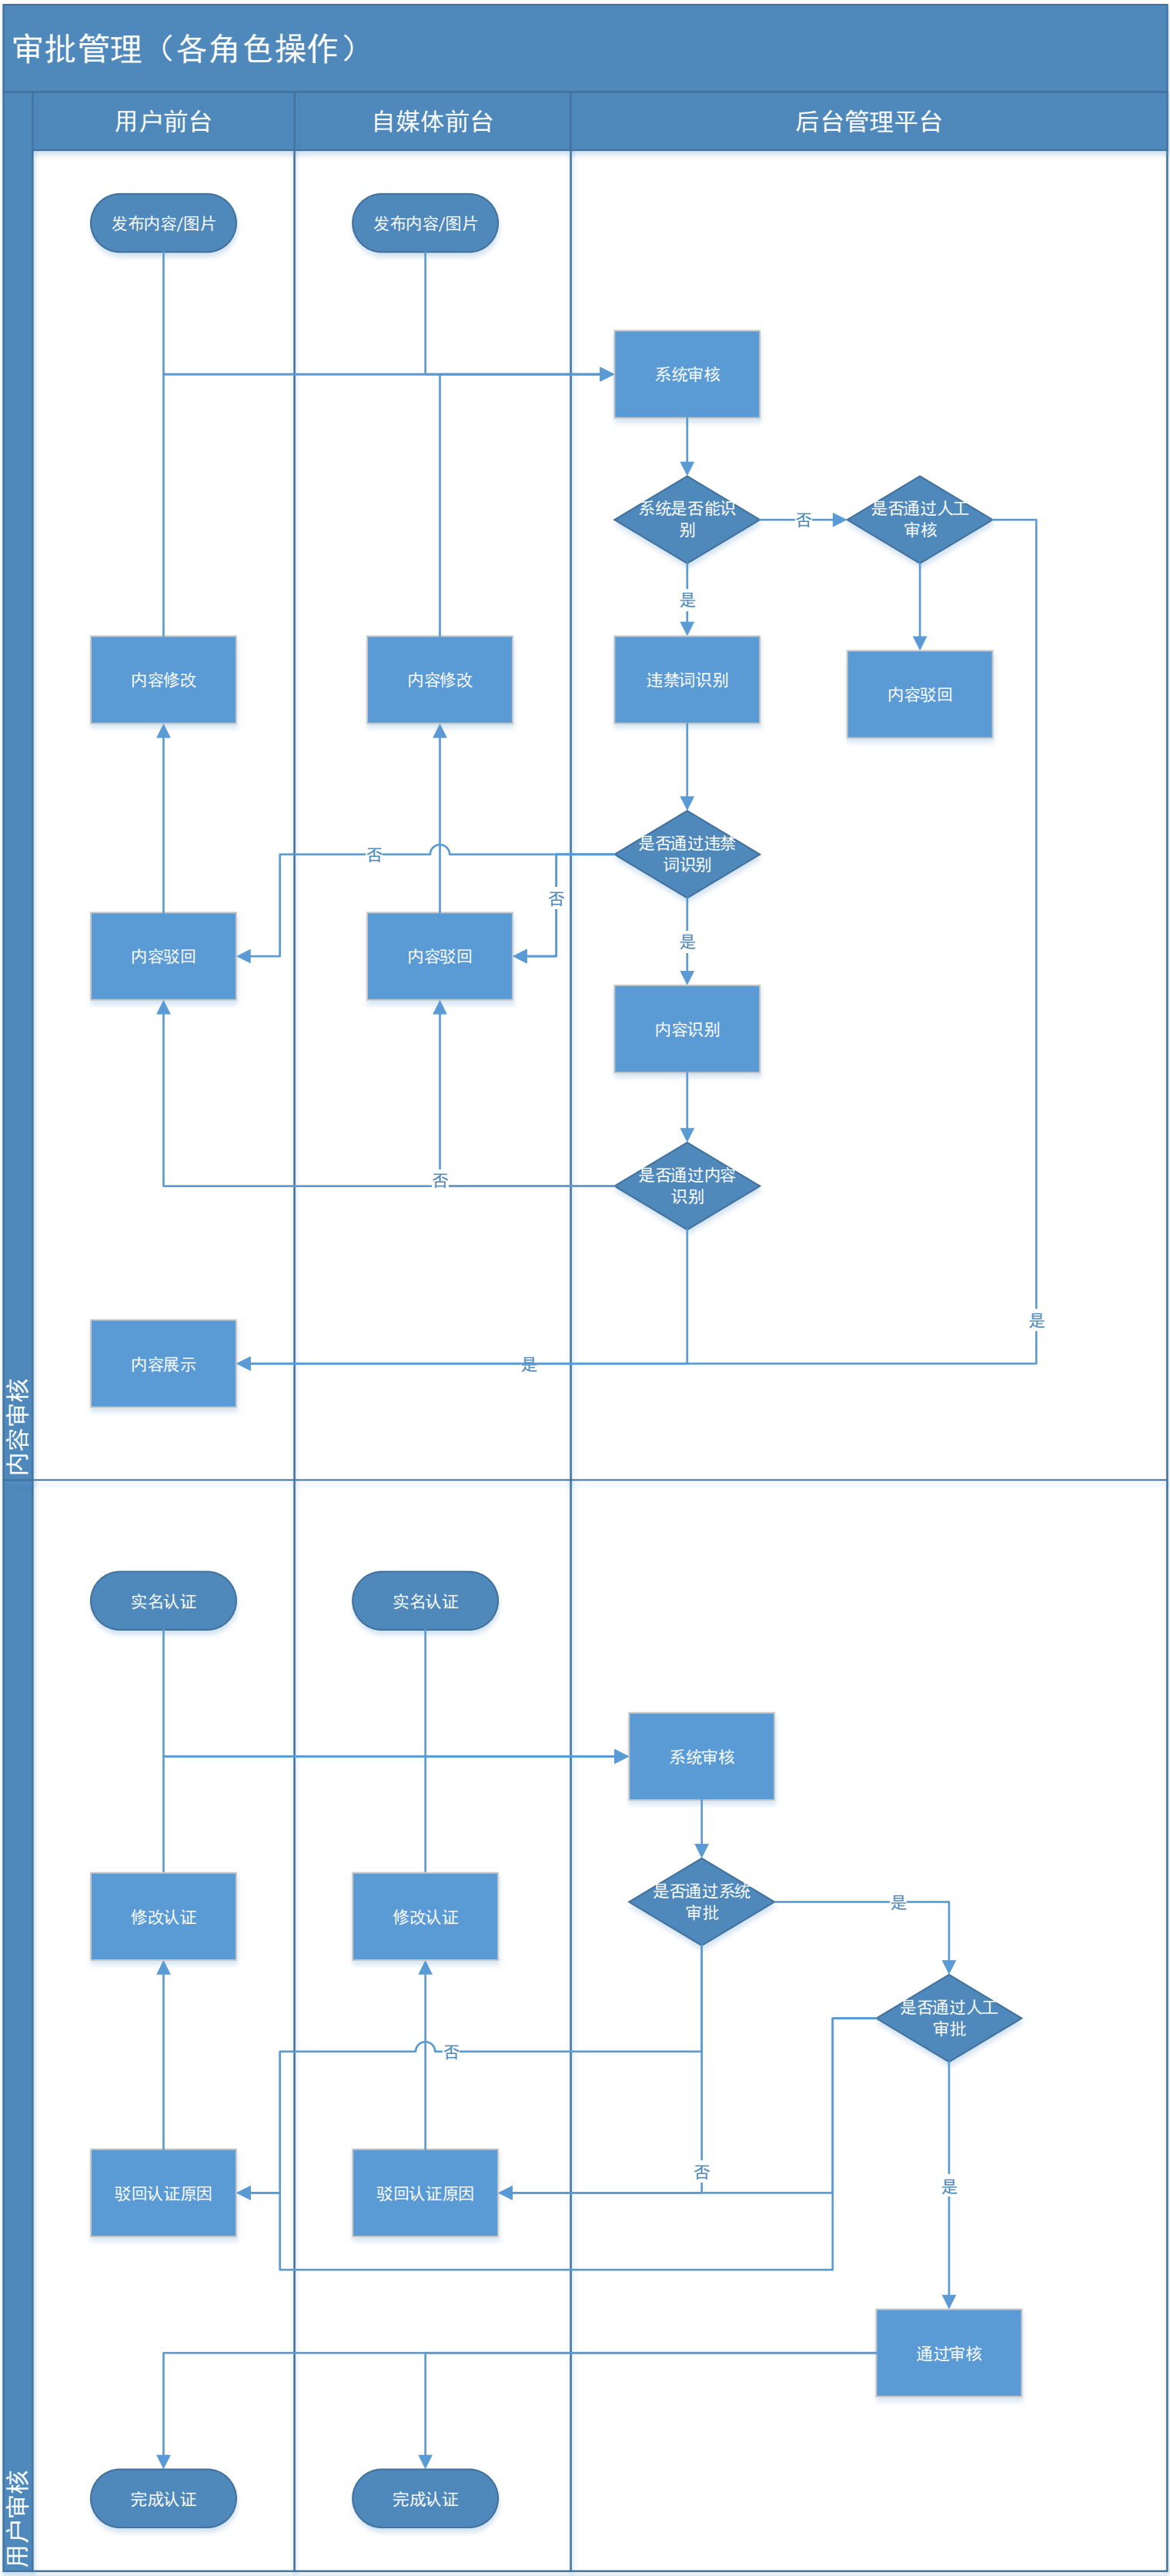 审批管理（各角色操作）
用户前台
自媒体前台
后台管理平台
发布内容/图片
发布内容/图片
系统审核
系统是否能识
别
否
是否通过人工
审核
是
内容修改
内容修改
违禁词识别
内容驳回
是否通过违禁
词识别
否
否
是
内容驳回
内容驳回
内容识别
是否通过内容
识别
否
是
内容展示
是
内容审核
实名认证
实名认证
系统审核
是否通过系统
审批
是
修改认证
修改认证
是否通过人工
审批
否
否
是
驳回认证原因
驳回认证原因
通过审核
完成认证
完成认证
用户审核